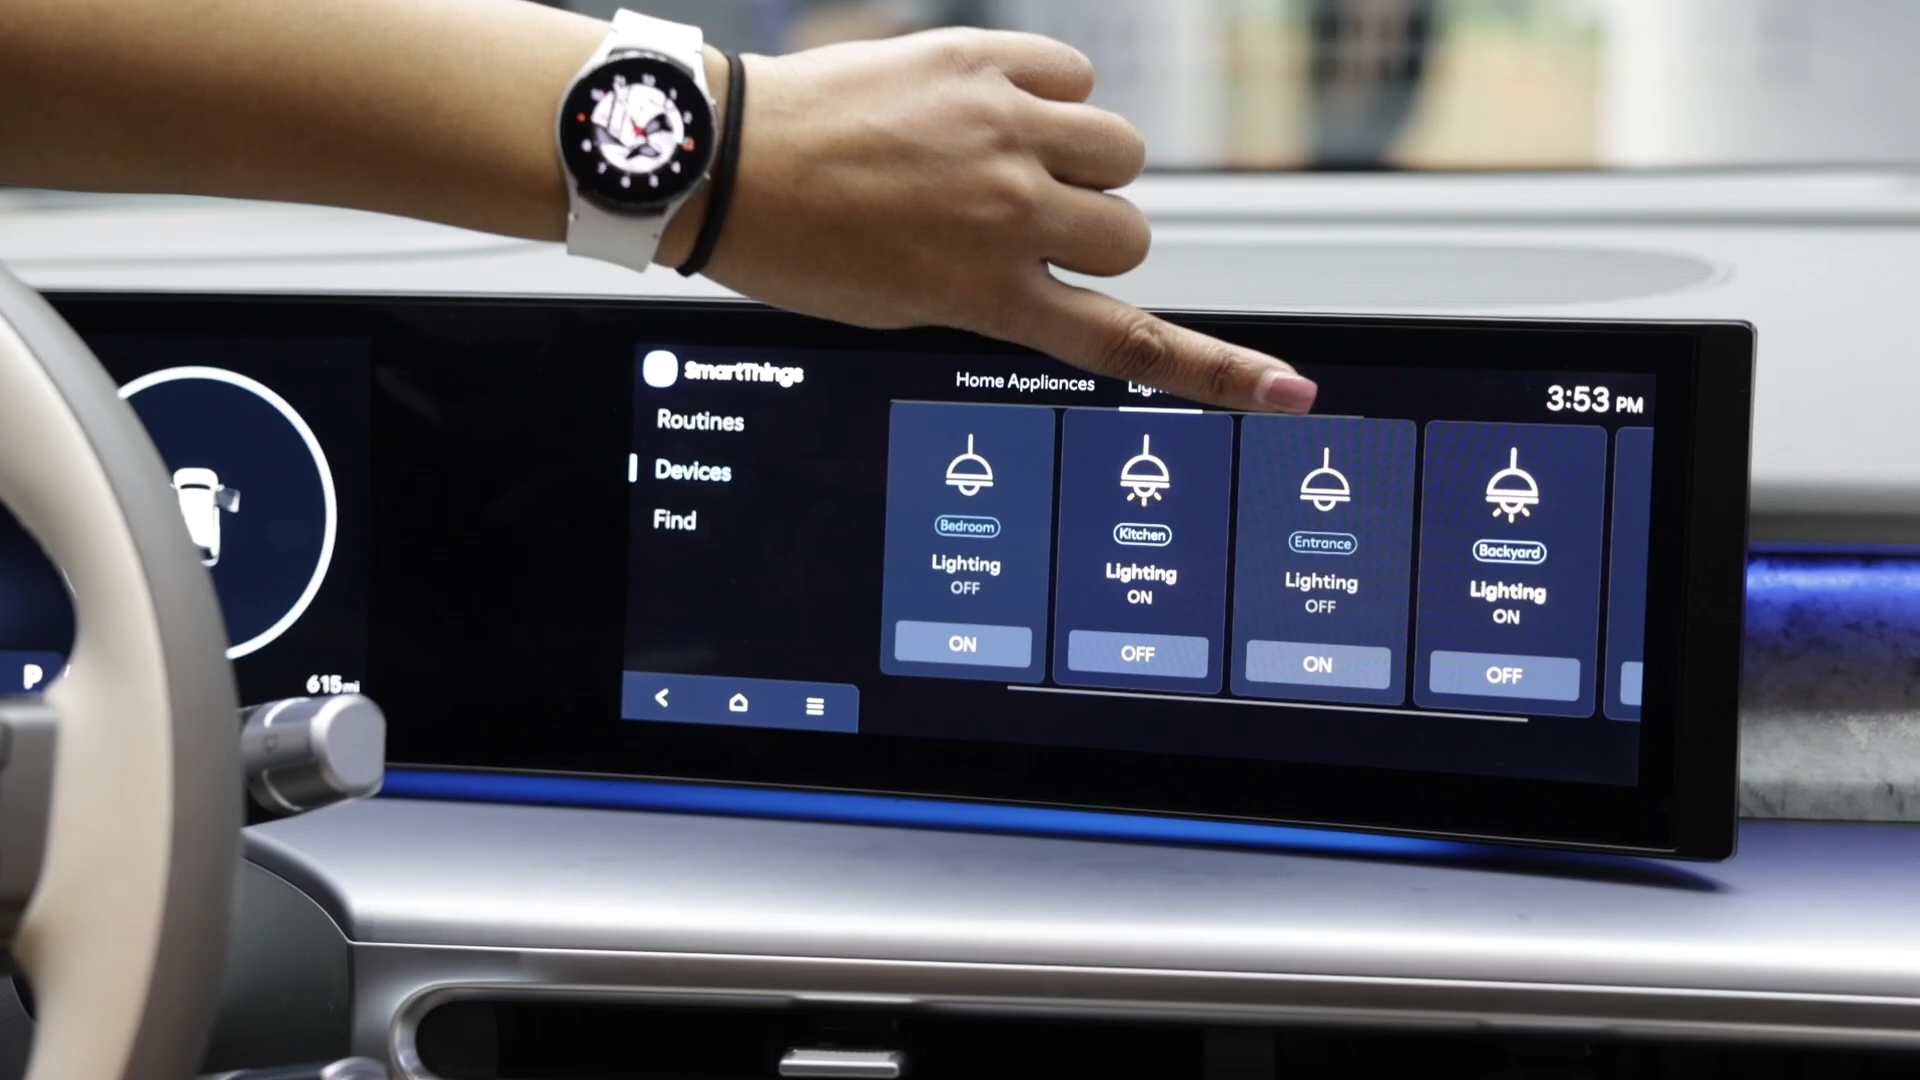 SmartThings
Routines
Devices
Find
Home Appliances
3:53 PM
Bedroom
Lighting
OFF
ON
Kitchen
Lighting
ON
OFF
Entrance
Lighting
OFF
ON
Backyard
Lighting
ON
OFF
P
615mi